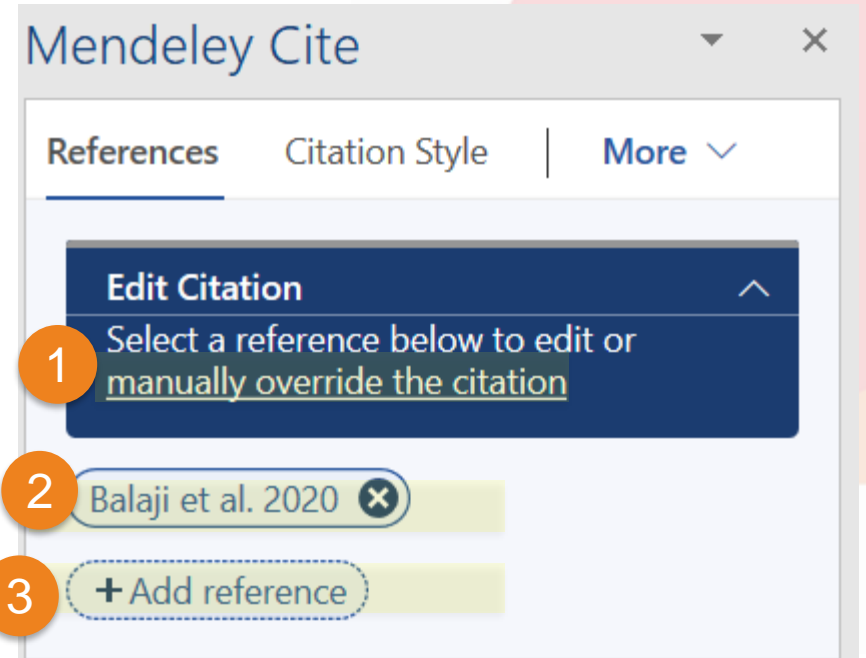 Mendeley Cite
References Citation Style More
Edit Citation
Select a reference below to edit or
1
manually override the citation
2 Balaji et al. 2020
3 +Add reference